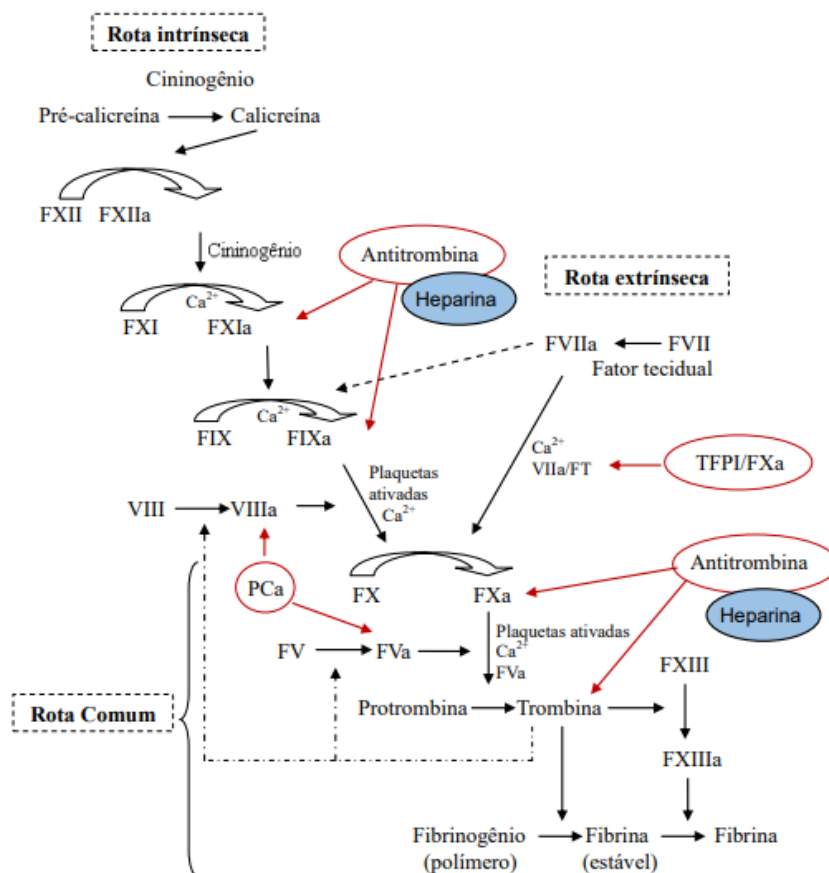 Rota intrínseca
Cininogênio
Pré-calicreína
Calicreína
FXII FXIIa
Cininogênio
Antitrombina
Heparina
Rota extrínseca
Ca²⁺
FXI FXIa
FVIIa
FVII
Fator tecidual
Ca²⁺
FIX FIXa
Ca²⁺
VIIa/FT
TFPI/FXa
Plaquetas
ativadas
Ca²⁺
VIII
VIIIa
PCa
FX
FXa
Antitrombina
Heparina
Plaquetas ativadas
Ca²⁺
FVa
FV
FVa
FXIII
Rota Comum
Protrombina
Trombina
FXIIIa
Fibrinogênio
(polímero)
Fibrina
(estável)
Fibrina